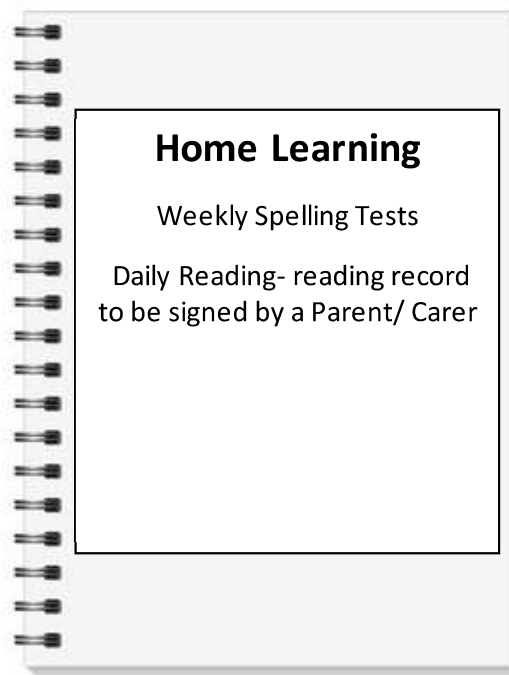 Home Learning
Weekly Spelling Tests
Daily Reading- reading record
to be signed by a Parent/ Carer